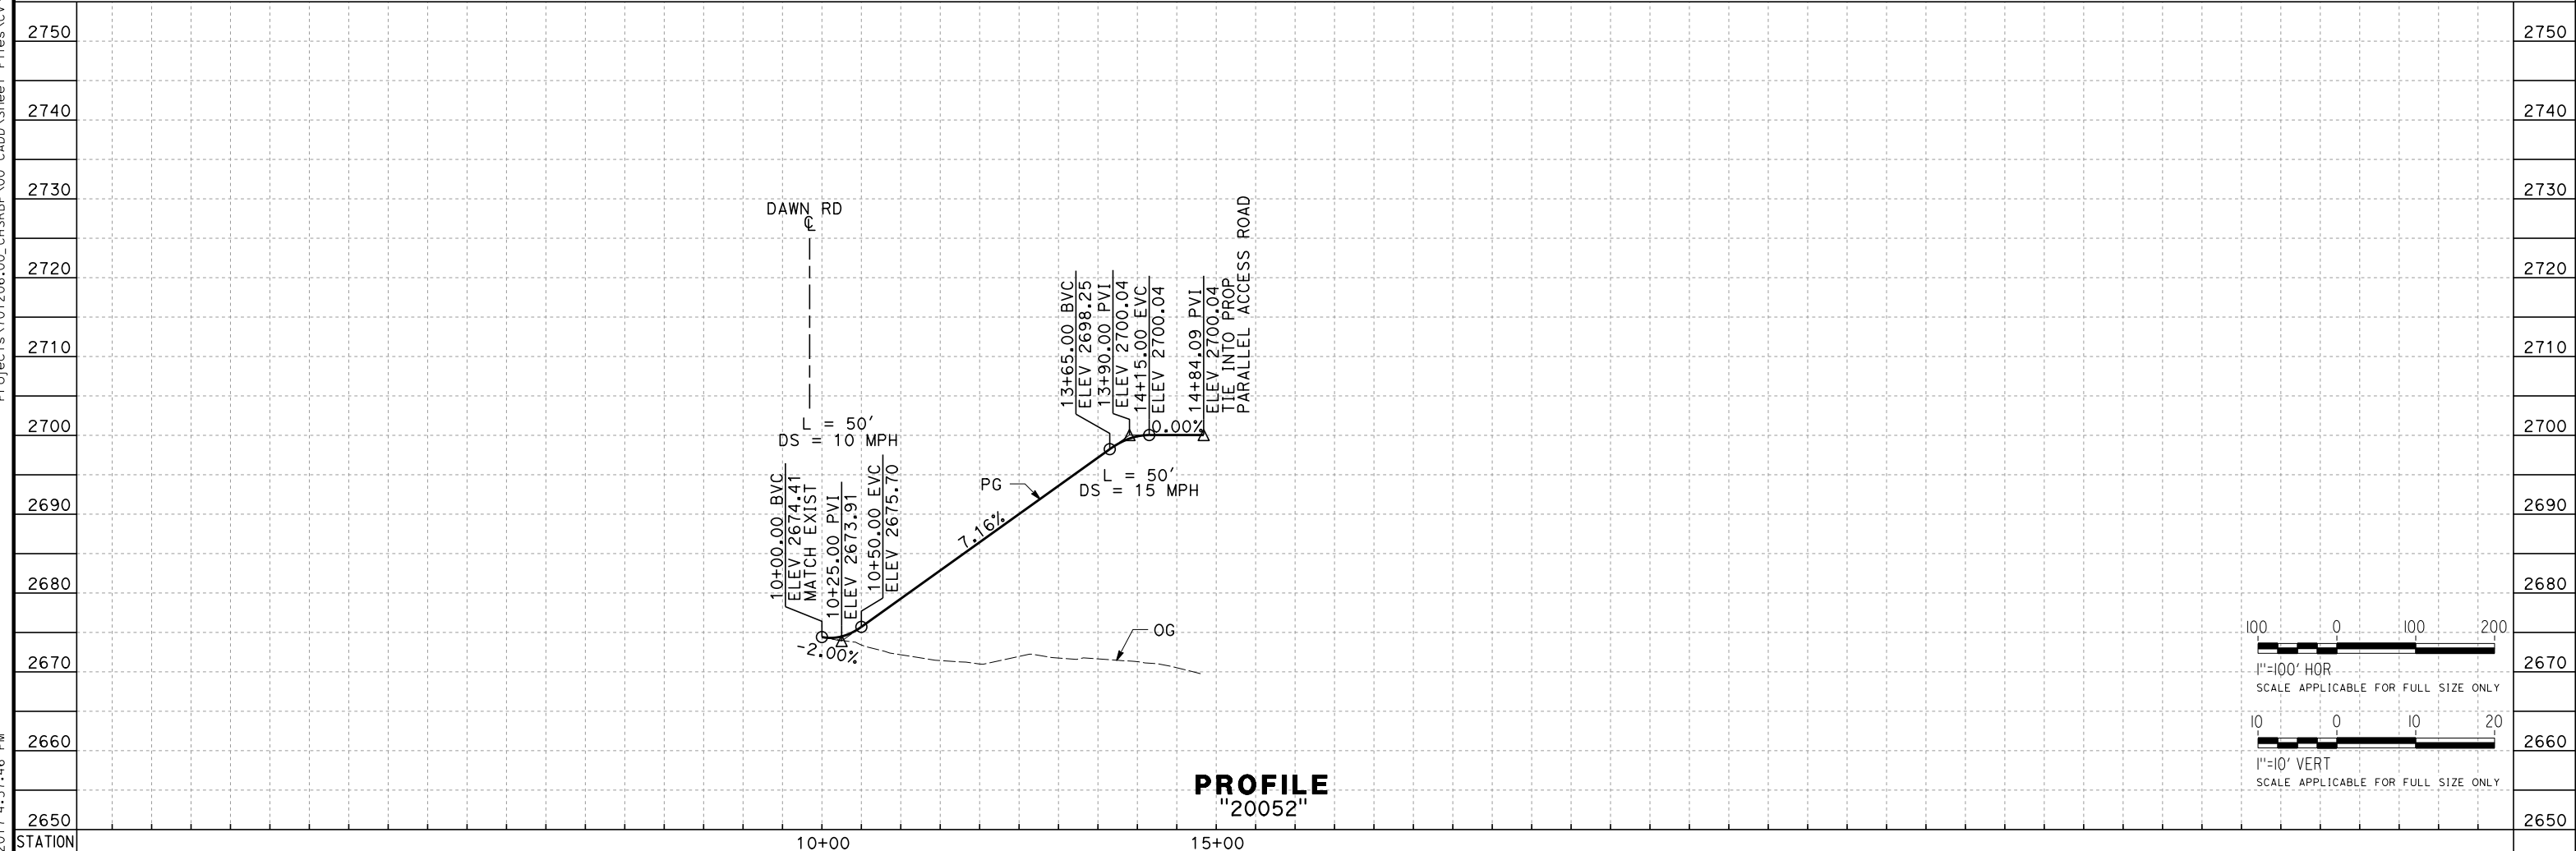 2750
2740
2730
2720
2710
2700
2690
2680
2670
2660
2650
STATION
DAWN RD
℄
L = 50'
DS = 10 MPH
10+00.00 BVC
ELEV 2674.41
MATCH EXIST
10+25.00 PVI
ELEV 2673.91
10+50.00 EVC
ELEV 2675.70
-2.00%
7.16%
PG
OG
13+65.00 BVC
ELEV 2698.25
13+90.00 PVI
ELEV 2700.04
14+15.00 EVC
ELEV 2700.04
14+84.09 PVI
ELEV 2700.04
TIE INTO PROP
PARALLEL ACCESS ROAD
0.00%
L = 50'
DS = 15 MPH
PROFILE
"20052"
10+00
15+00
100 0 100 200
1"=100' HOR
SCALE APPLICABLE FOR FULL SIZE ONLY
10 0 10 20
1"=10' VERT
SCALE APPLICABLE FOR FULL SIZE ONLY
2750
2740
2730
2720
2710
2700
2690
2680
2670
2660
2650